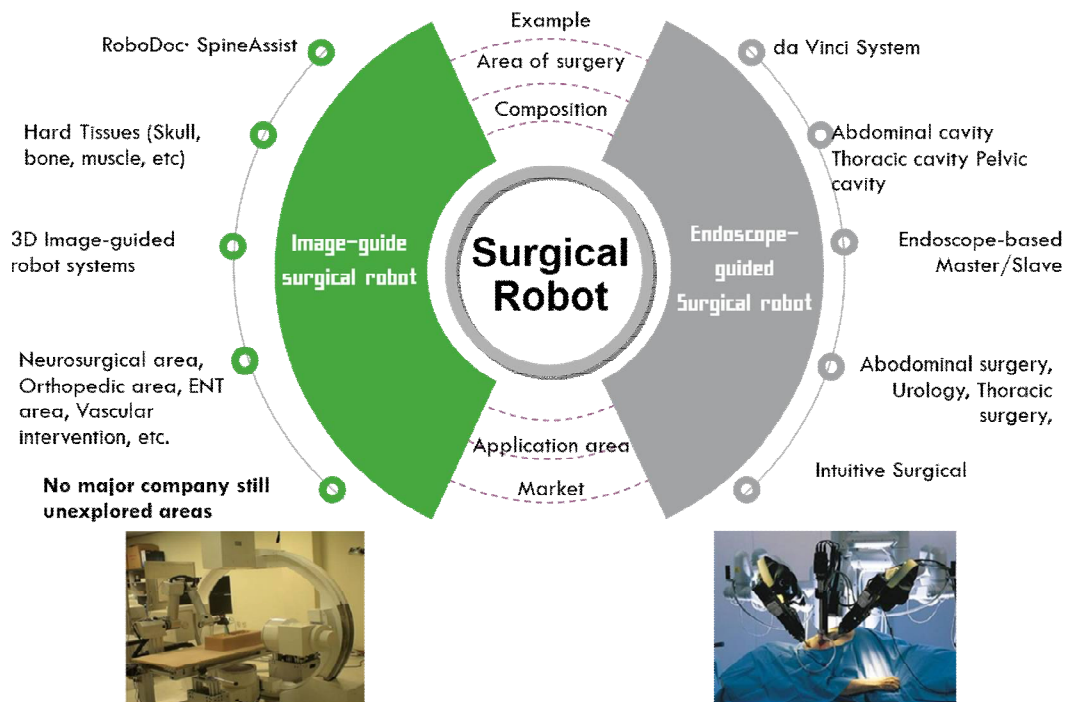 Example
Area of surgery
Composition
RoboDoc· SpineAssist
Hard Tissues (Skull,
bone, muscle, etc)
3D Image-guided
robot systems
Neurosurgical area,
Orthopedic area, ENT
area, Vascular
intervention, etc.
No major company still
unexplored areas
Image-guide
surgical robot
Surgical
Robot
Endoscope-
guided
Surgical robot
da Vinci System
Abdominal cavity
Thoracic cavity Pelvic
cavity
Endoscope-based
Master/Slave
Abodominal surgery,
Urology, Thoracic
surgery,
Intuitive Surgical
Application area
Market